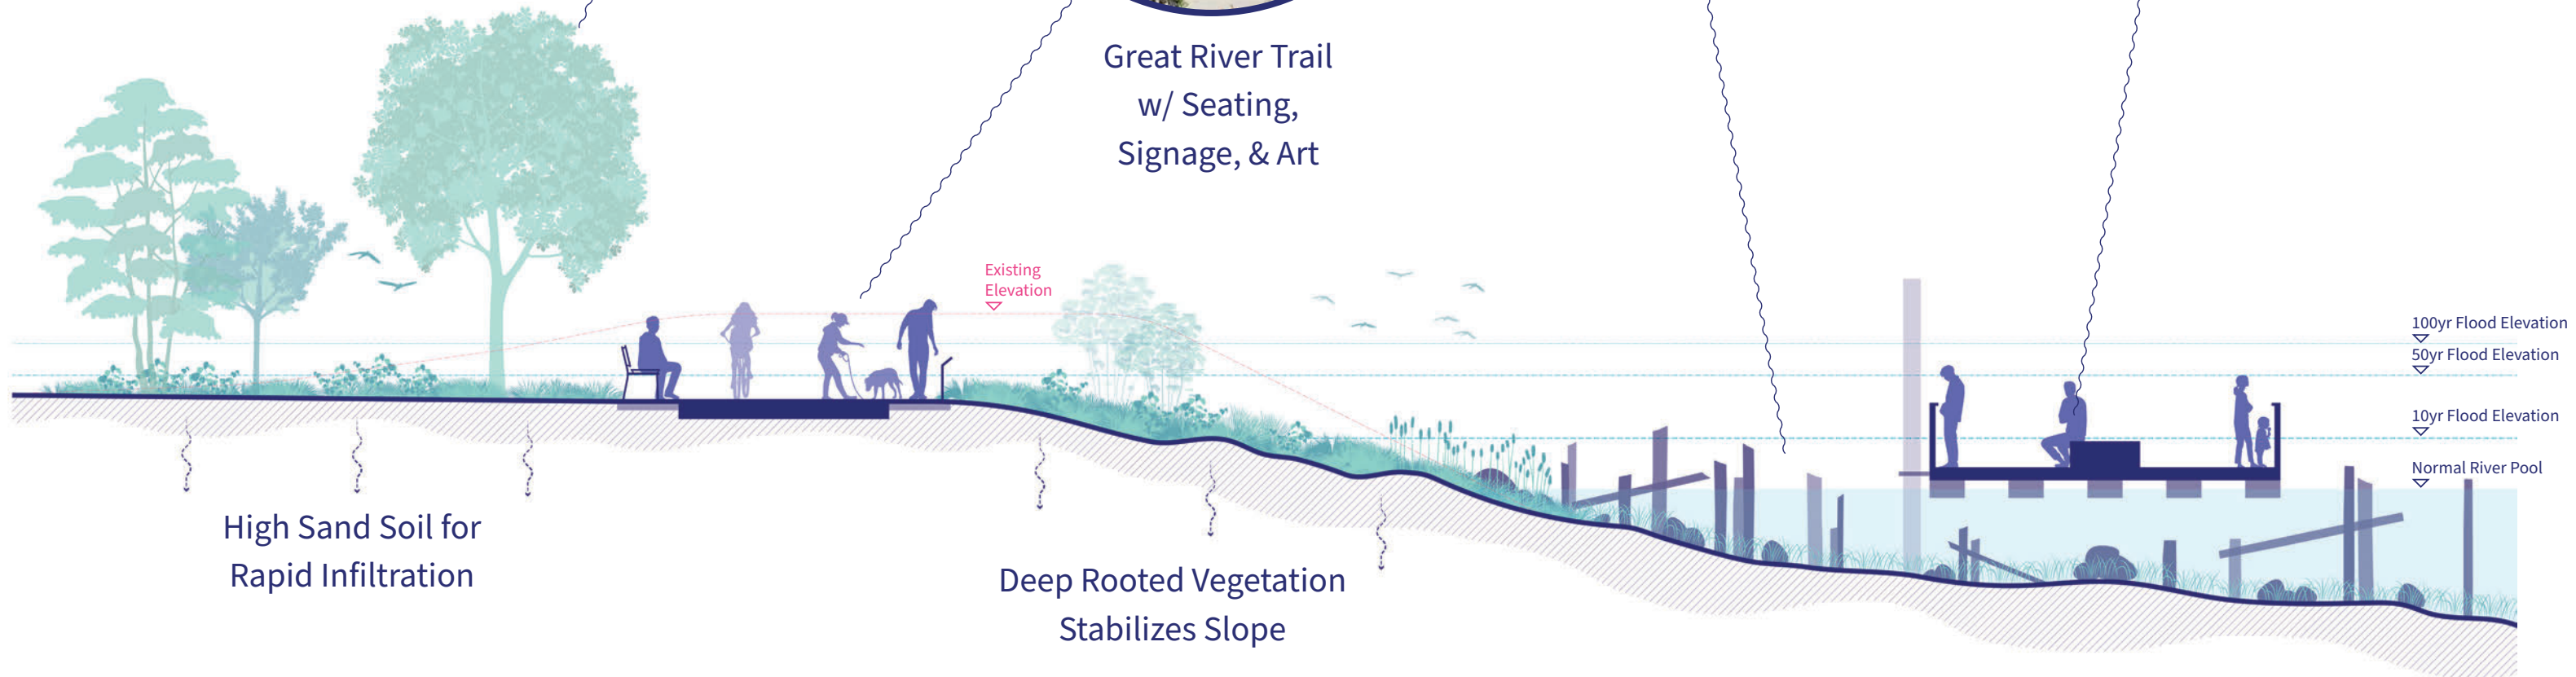 Great River Trail
w/ Seating,
Signage, & Art
Existing
Elevation
100yr Flood Elevation
50yr Flood Elevation
10yr Flood Elevation
Normal River Pool
High Sand Soil for
Rapid Infiltration
Deep Rooted Vegetation
Stabilizes Slope